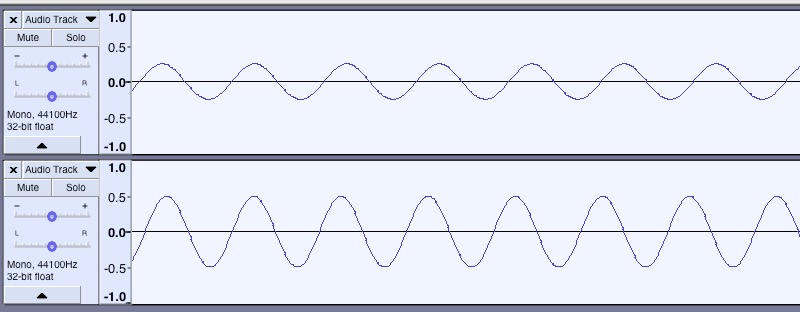 x Audio Track
Mute Solo
- +
L R
Mono, 44100Hz
32-bit float
1.0
0.5
0.0
-0.5
-1.0
x Audio Track
Mute Solo
- +
L R
Mono, 44100Hz
32-bit float
1.0
0.5
0.0
-0.5
-1.0